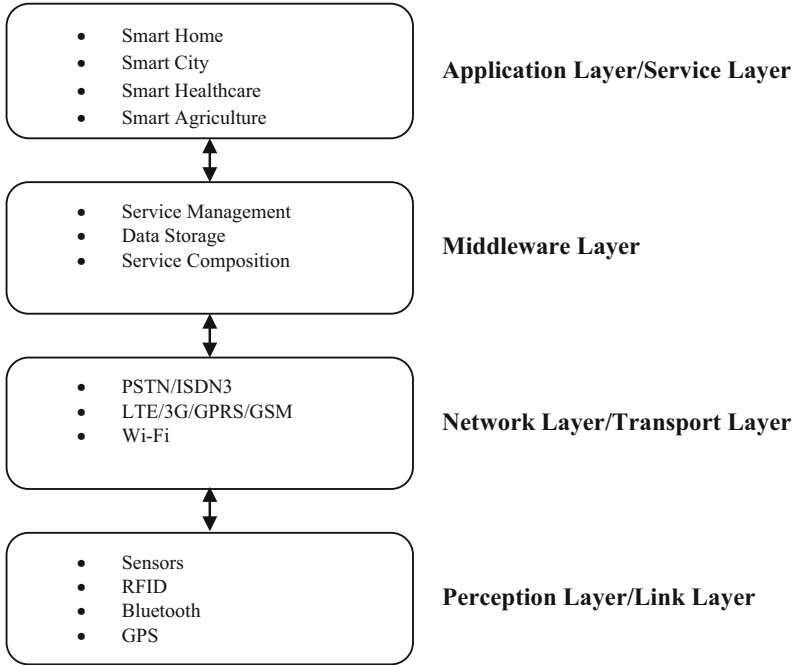 • Smart Home
• Smart City
• Smart Healthcare
• Smart Agriculture
Application Layer/Service Layer
• Service Management
• Data Storage
• Service Composition
Middleware Layer
• PSTN/ISDN3
• LTE/3G/GPRS/GSM
• Wi-Fi
Network Layer/Transport Layer
• Sensors
• RFID
• Bluetooth
• GPS
Perception Layer/Link Layer